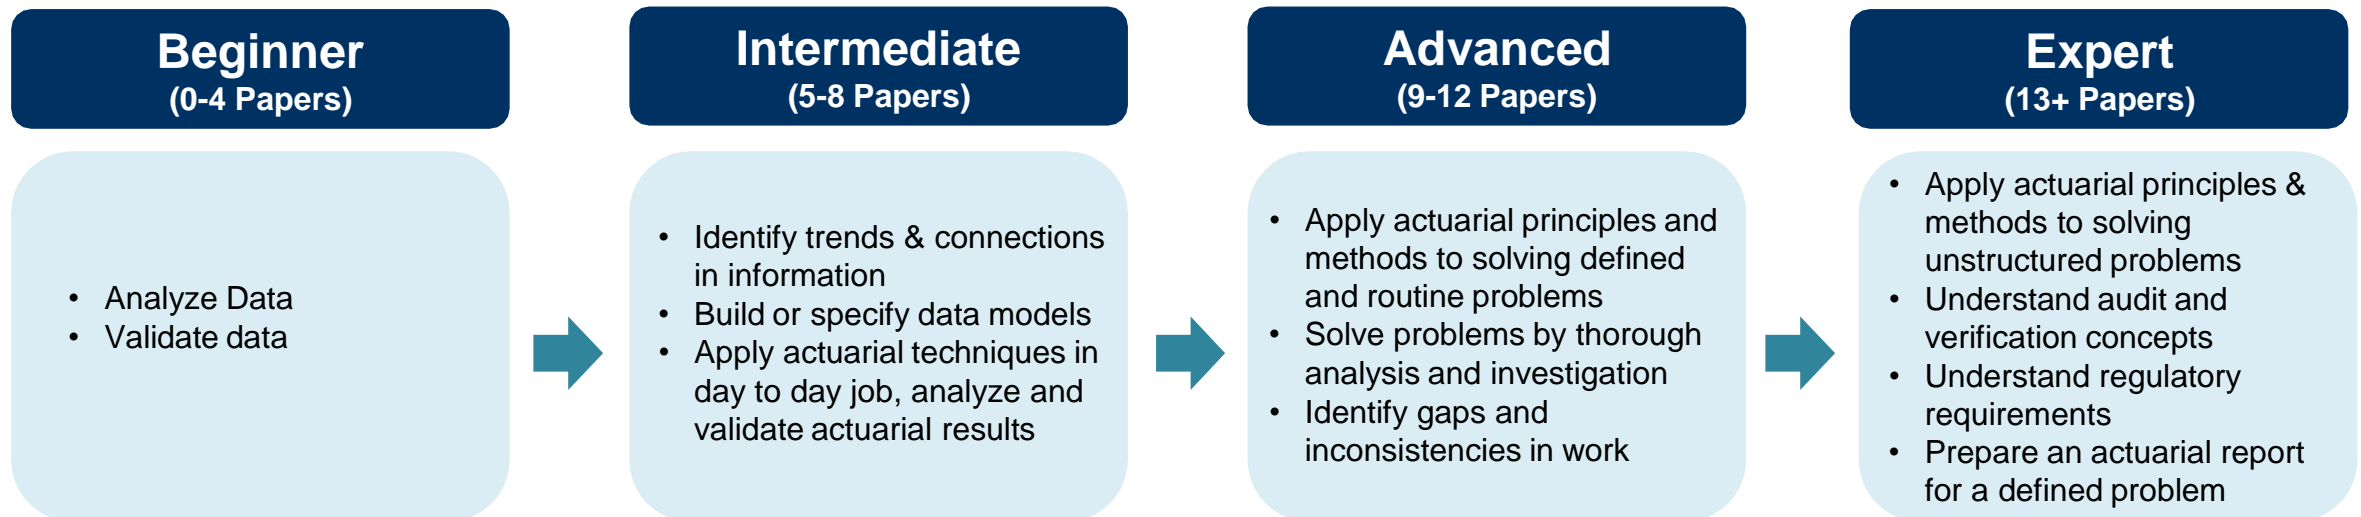 Beginner
(0-4 Papers)
• Analyze Data
• Validate data
Intermediate
(5-8 Papers)
• Identify trends & connections
in information
• Build or specify data models
• Apply actuarial techniques in
day to day job, analyze and
validate actuarial results
Advanced
(9-12 Papers)
• Apply actuarial principles and
methods to solving defined
and routine problems
• Solve problems by thorough
analysis and investigation
• Identify gaps and
inconsistencies in work
Expert
(13+ Papers)
• Apply actuarial principles &
methods to solving
unstructured problems
• Understand audit and
verification concepts
• Understand regulatory
requirements
• Prepare an actuarial report
for a defined problem